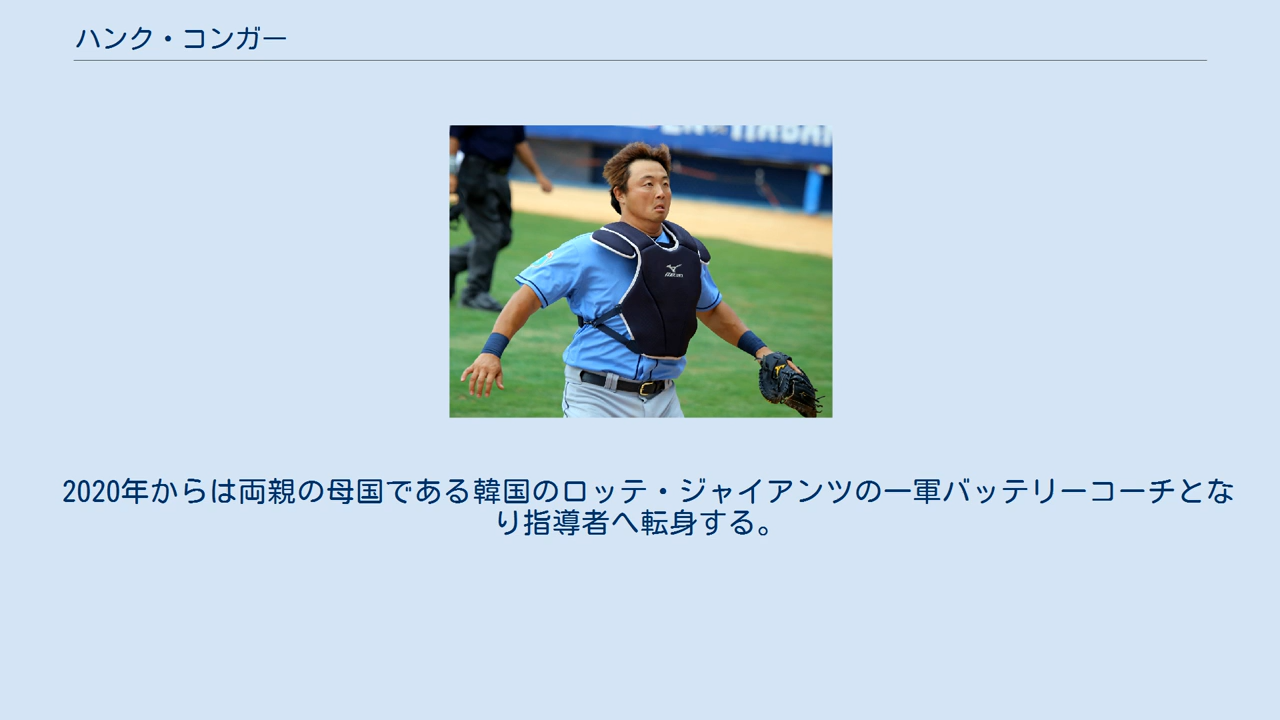 ハンク・コンガー
2020年からは両親の母国である韓国のロッテ・ジャイアンツの一軍バッテリーコーチとな
り指導者へ転身する。